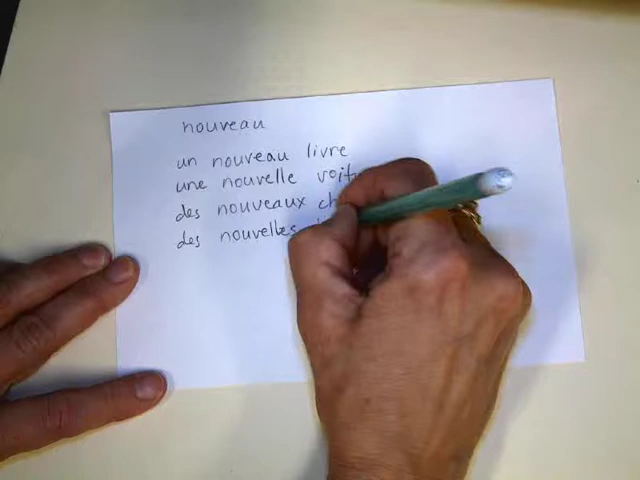 nouveau
un nouveau livre
une nouvelle
des nouveaux
des nouvelles